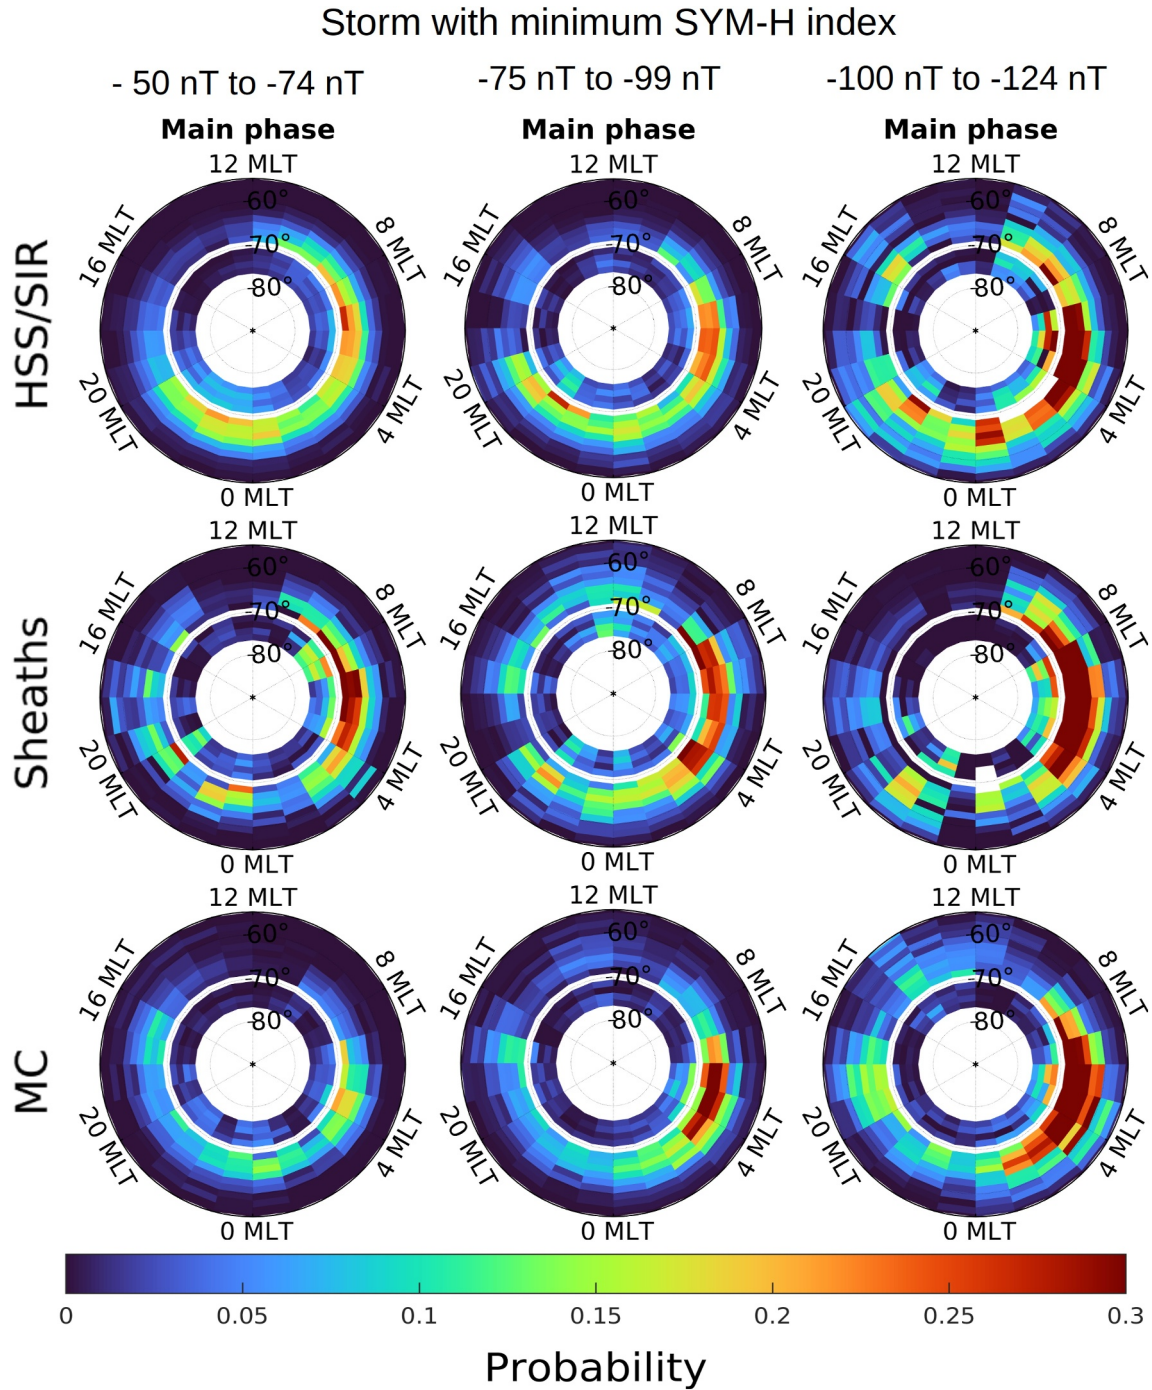 Storm with minimum SYM-H index
- 50 nT to -74 nT -75 nT to -99 nT -100 nT to -124 nT
Main phase Main phase Main phase
12 MLT 12 MLT 12 MLT
-60° -60° -60°
16 MLT 8 MLT 16 MLT 8 MLT 16 MLT 8 MLT
-70° -70° -70°
HSS/SIR
-80° -80° -80°
20 MLT 4 MLT 20 MLT 4 MLT 20 MLT 4 MLT
0 MLT 0 MLT 0 MLT
12 MLT 12 MLT 12 MLT
-60° -60° -60°
16 MLT 8 MLT 16 MLT 8 MLT 16 MLT 8 MLT
-70° -70° -70°
Sheaths
-80° -80° -80°
20 MLT 4 MLT 20 MLT 4 MLT 20 MLT 4 MLT
0 MLT 0 MLT 0 MLT
12 MLT 12 MLT 12 MLT
-60° -60° -60°
16 MLT 8 MLT 16 MLT 8 MLT 16 MLT 8 MLT
-70° -70° -70°
MC
-80° -80° -80°
20 MLT 4 MLT 20 MLT 4 MLT 20 MLT 4 MLT
0 MLT 0 MLT 0 MLT
0 0.05 0.1 0.15 0.2 0.25 0.3
Probability